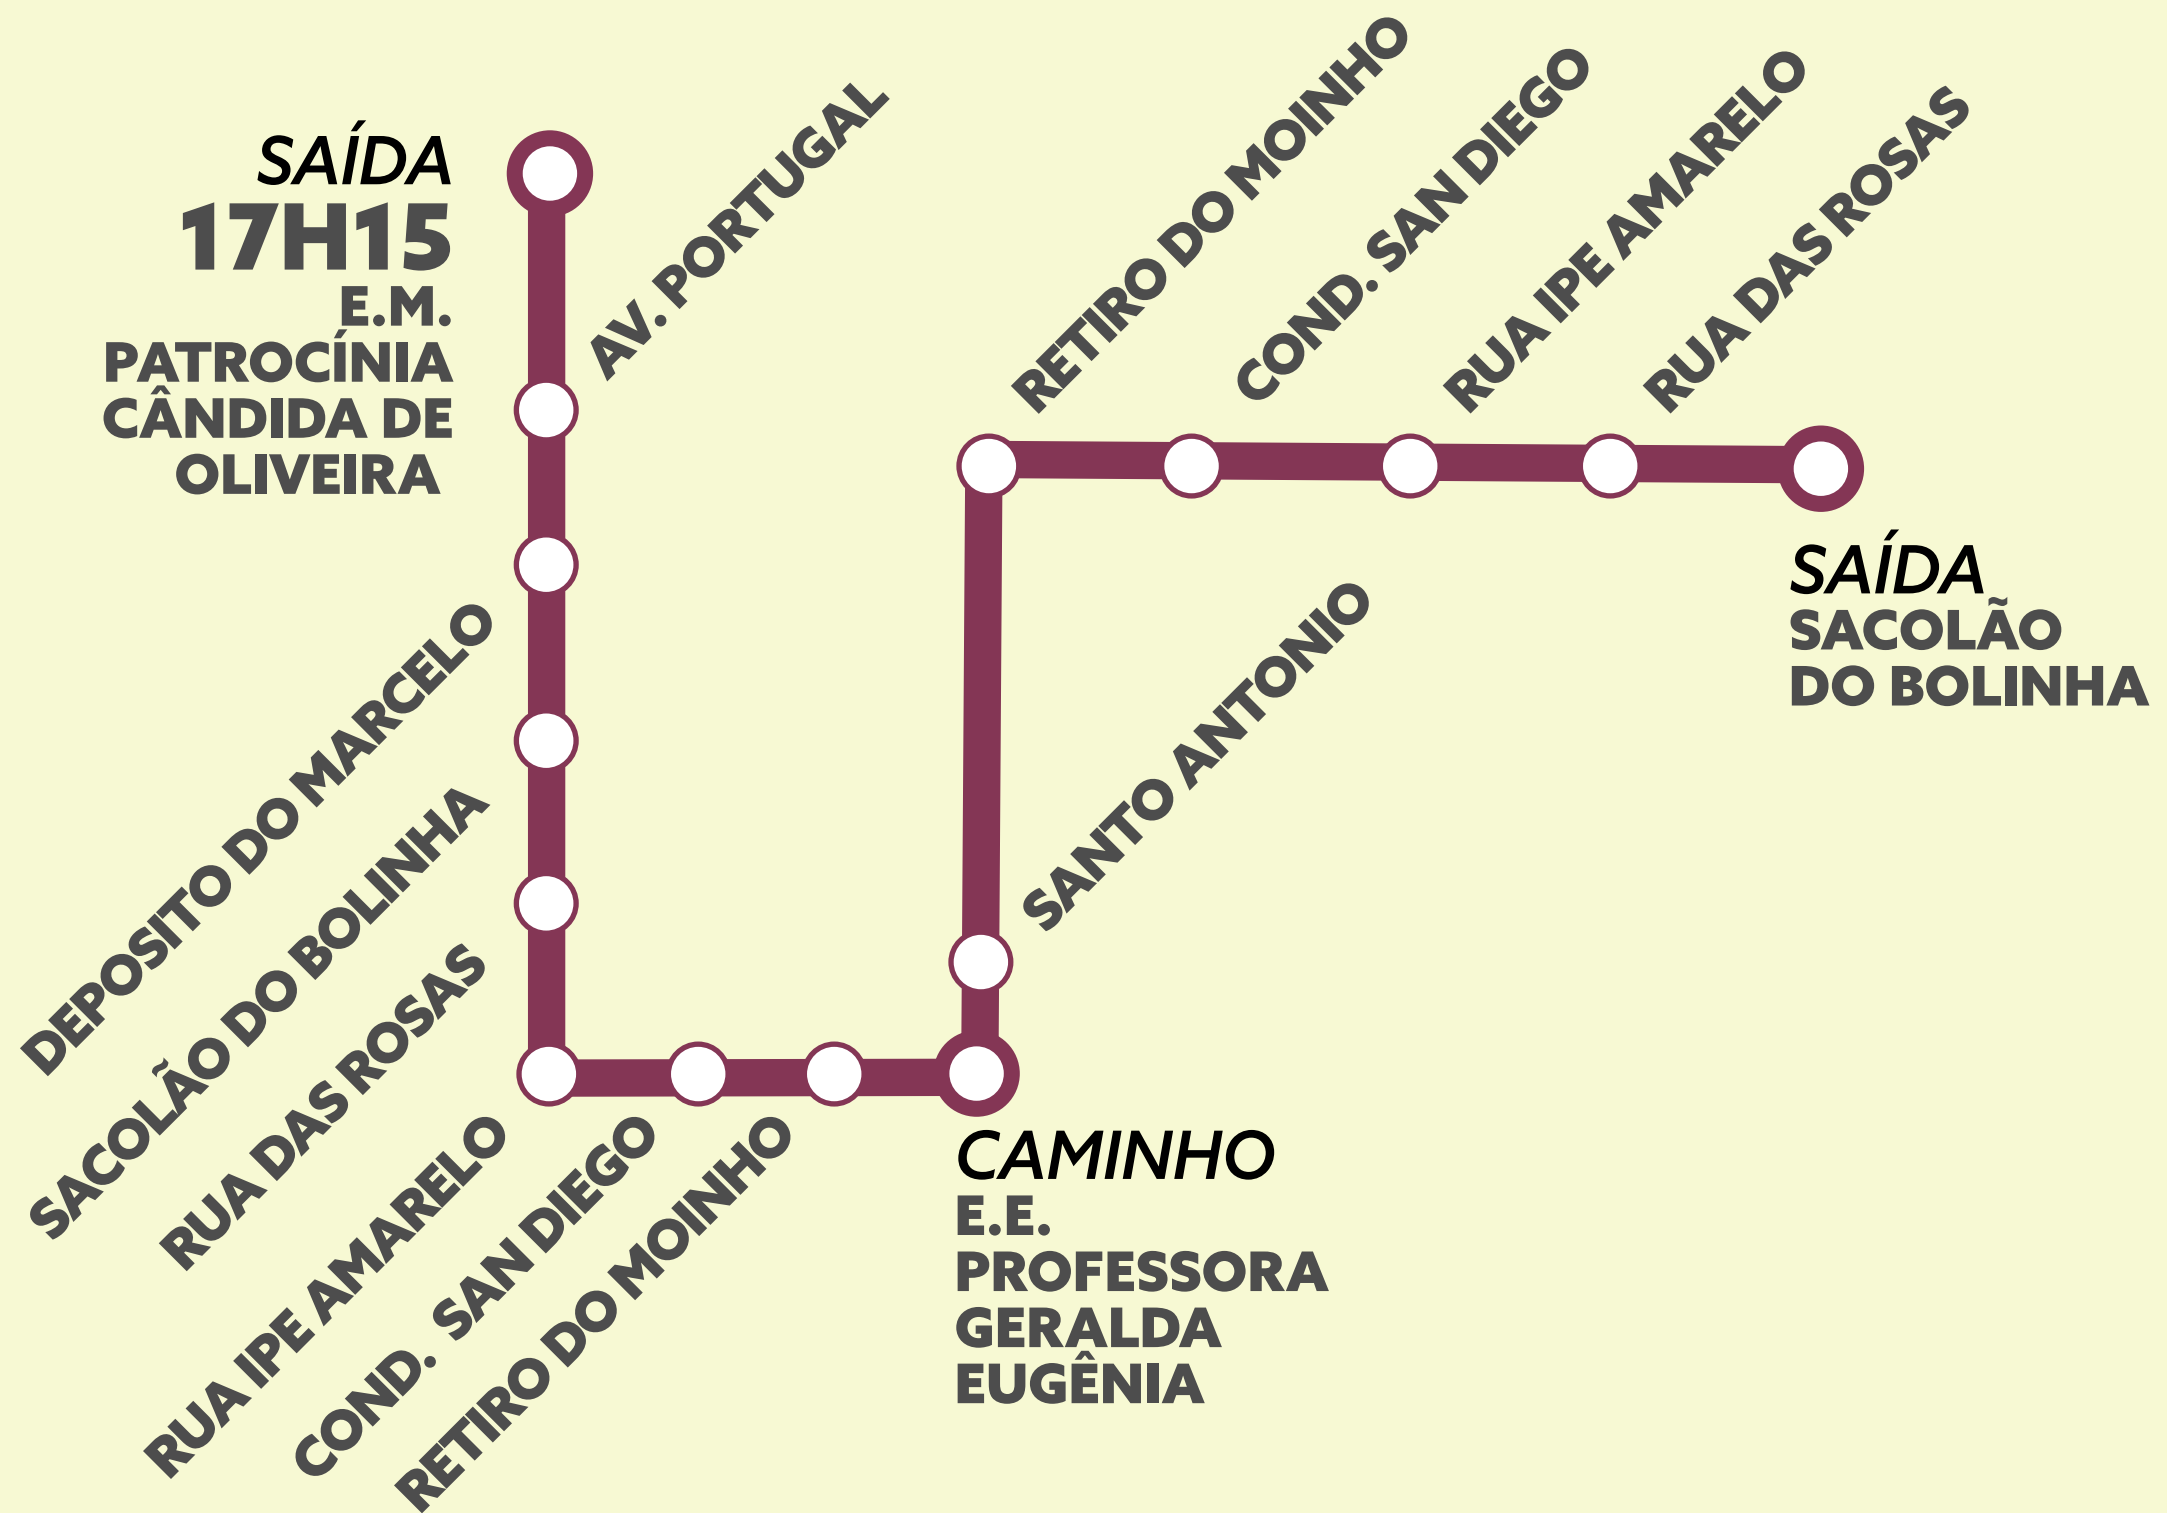 SAÍDA
17H15
E.M.
PATROCÍNIA
CÂNDIDA DE
OLIVEIRA
AV. PORTUGAL
DEPOSITO DO MARCELO
SACOLÃO DO BOLINHA
RUA DAS ROSAS
RUA IPE AMARELO
COND. SAN DIEGO
RETIRO DO MOINHO
CAMINHO
E.E.
PROFESSORA
GERALDA
EUGÊNIA
SANTO ANTONIO
RETIRO DO MOINHO
COND. SAN DIEGO
RUA IPE AMARELO
RUA DAS ROSAS
SAÍDA
SACOLÃO
DO BOLINHA